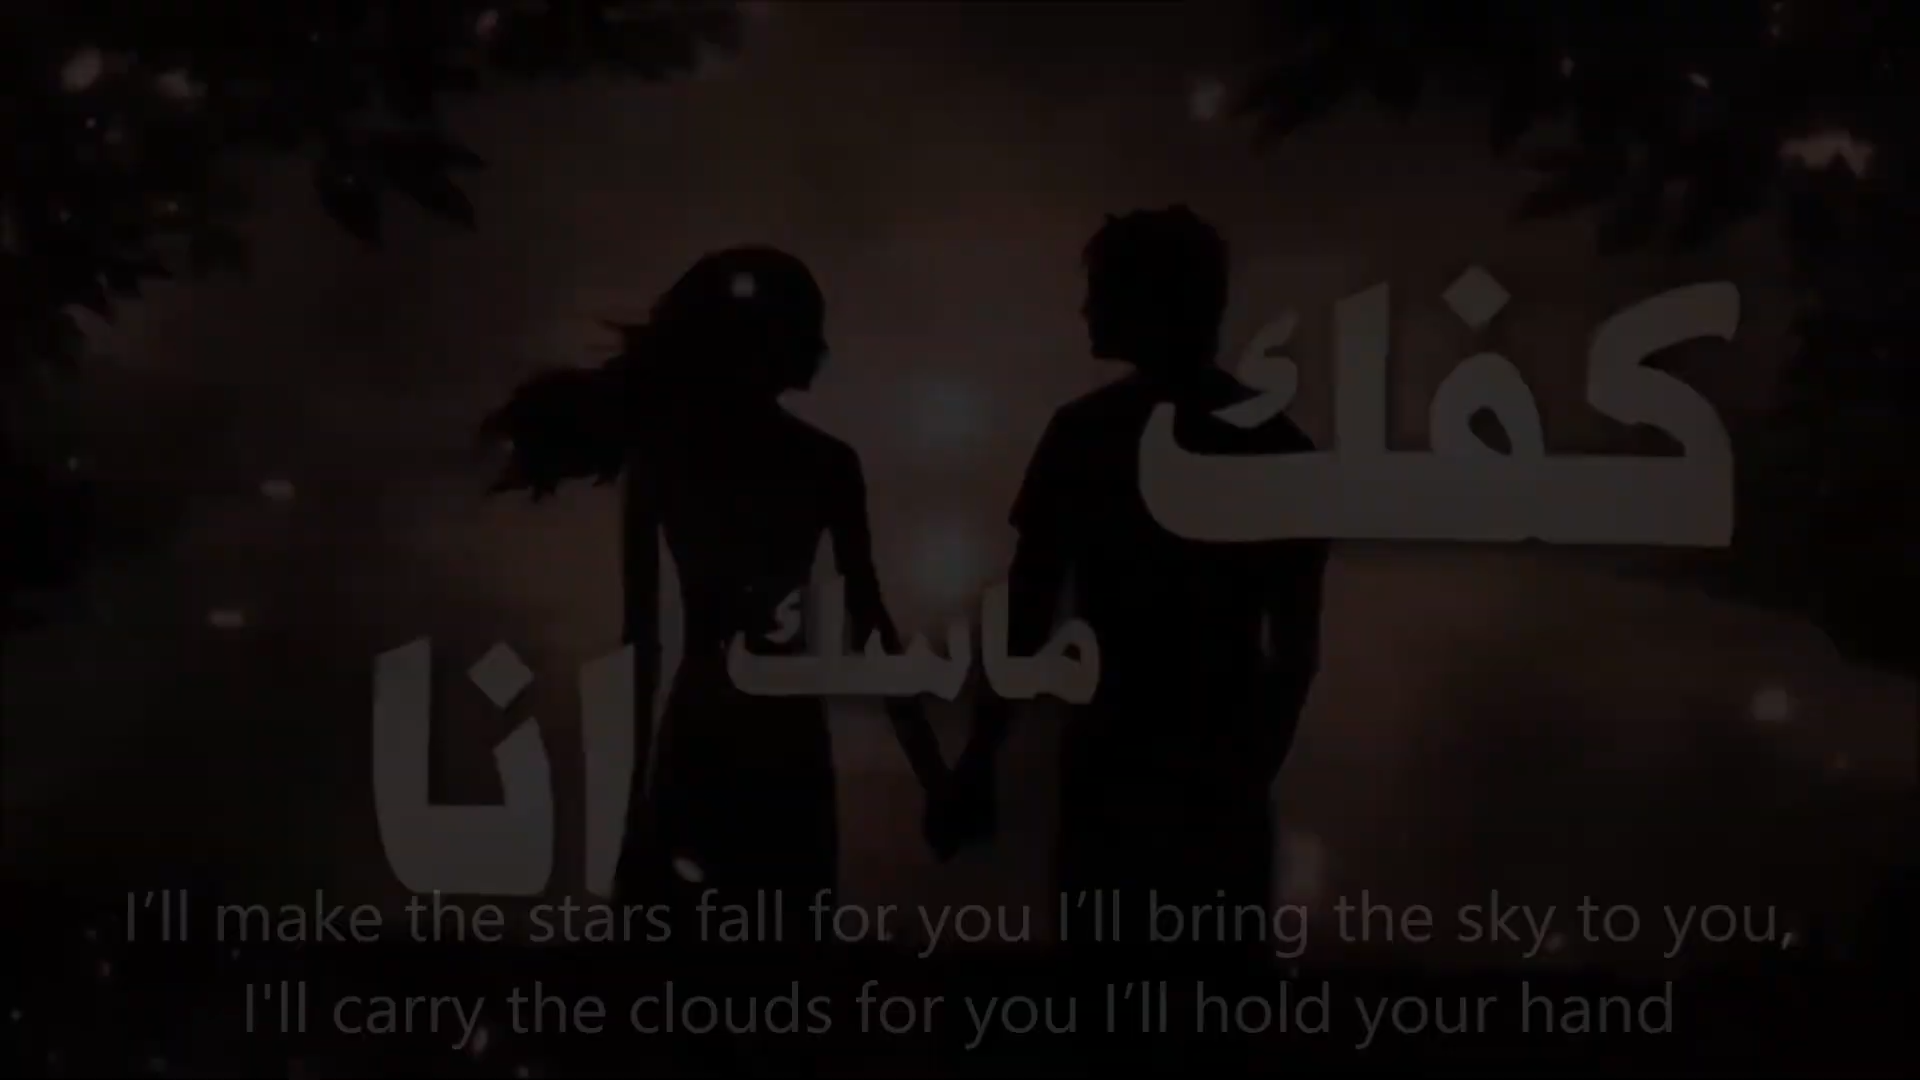 كفك
ماسك
انا
I’ll make the stars fall for you I’ll bring the sky to you,
I'll carry the clouds for you I’ll hold your hand